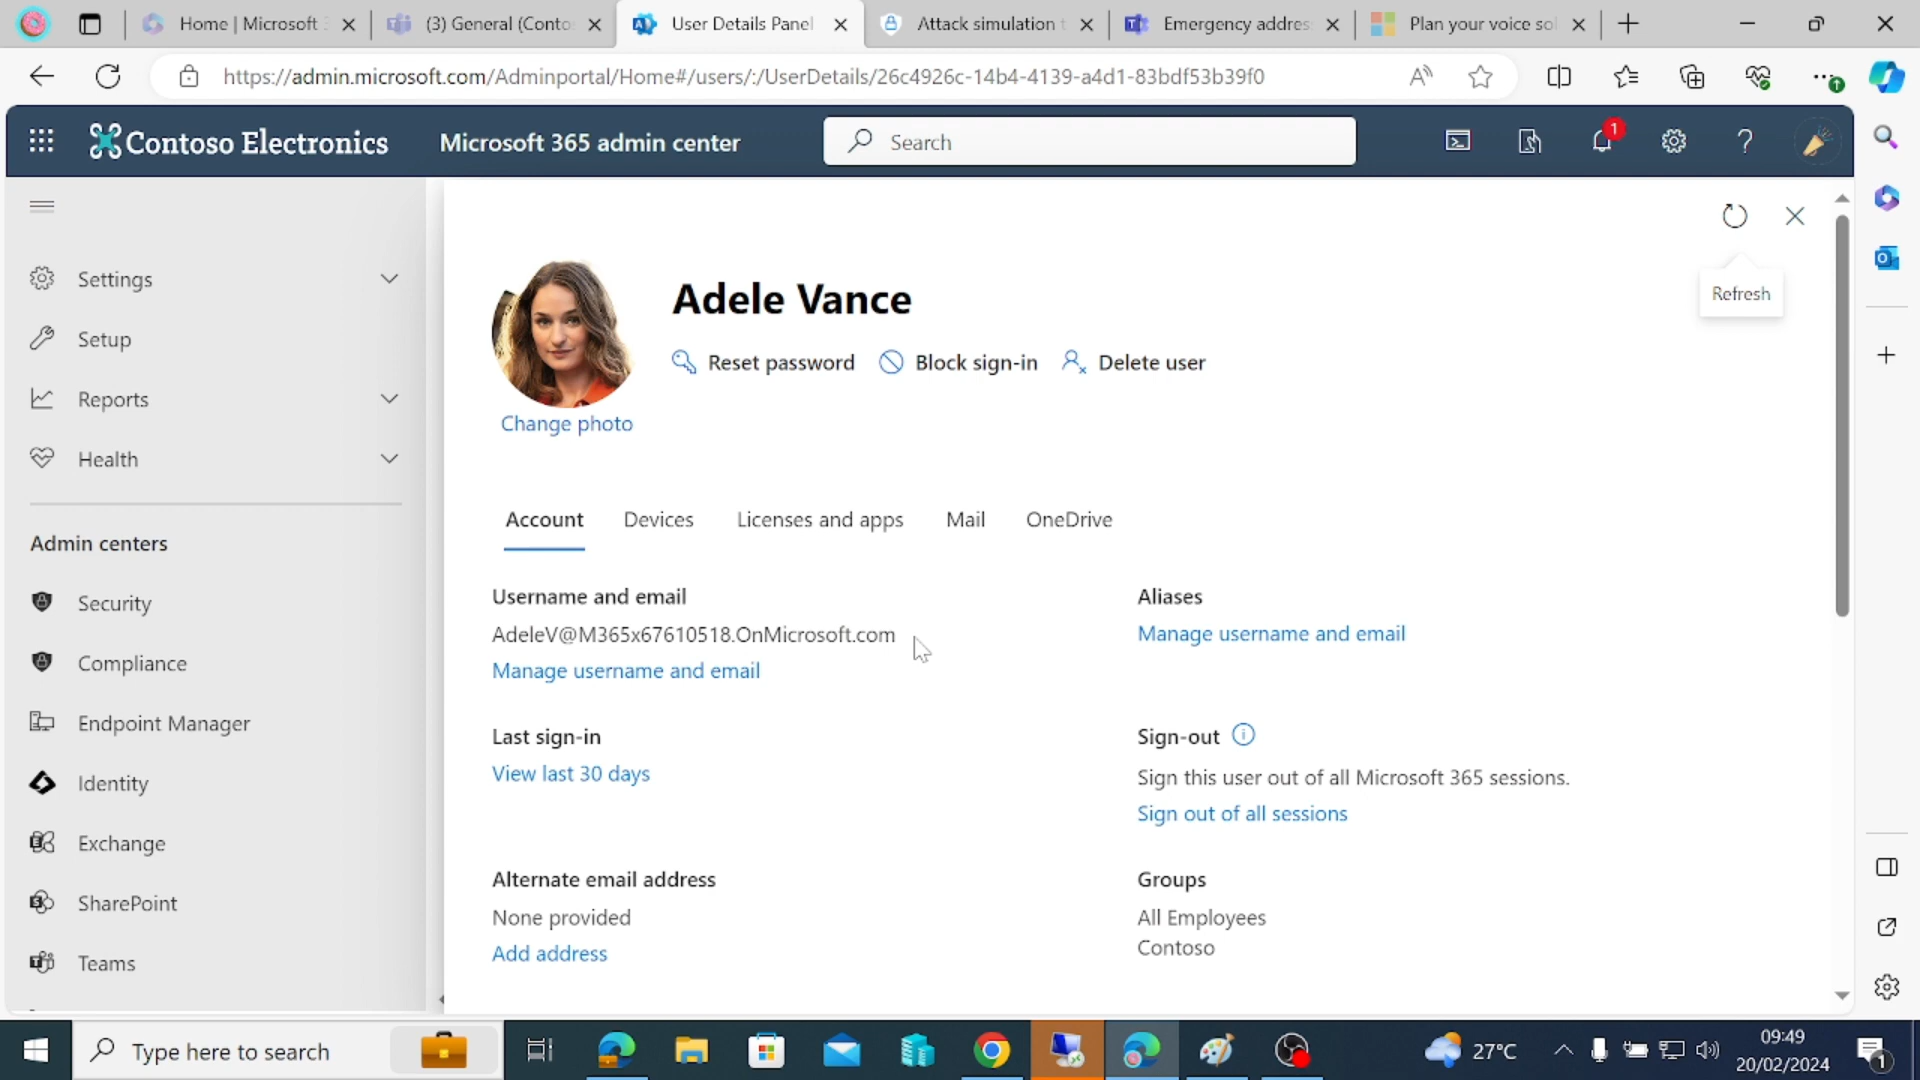 Home | Microsoft 3
(3) General (Conto
User Details Panel
Attack simulation t
Emergency addres
Plan your voice sol
https://admin.microsoft.com/Adminportal/Home#/users/:/UserDetails/26c4926c-14b4-4139-a4d1-83bdf53b39f0
Contoso Electronics
Microsoft 365 admin center
Search
1
Settings
Setup
Reports
Health
Admin centers
Security
Compliance
Endpoint Manager
Identity
Exchange
SharePoint
Teams
Refresh
Adele Vance
Reset password
Block sign-in
Delete user
Change photo
Account
Devices
Licenses and apps
Mail
OneDrive
Username and email
AdeleV@M365x67610518.OnMicrosoft.com
Manage username and email
Aliases
Manage username and email
Last sign-in
View last 30 days
Sign-out
Sign this user out of all Microsoft 365 sessions.
Sign out of all sessions
Alternate email address
None provided
Add address
Groups
All Employees
Contoso
Type here to search
27°C
09:49
20/02/2024
1